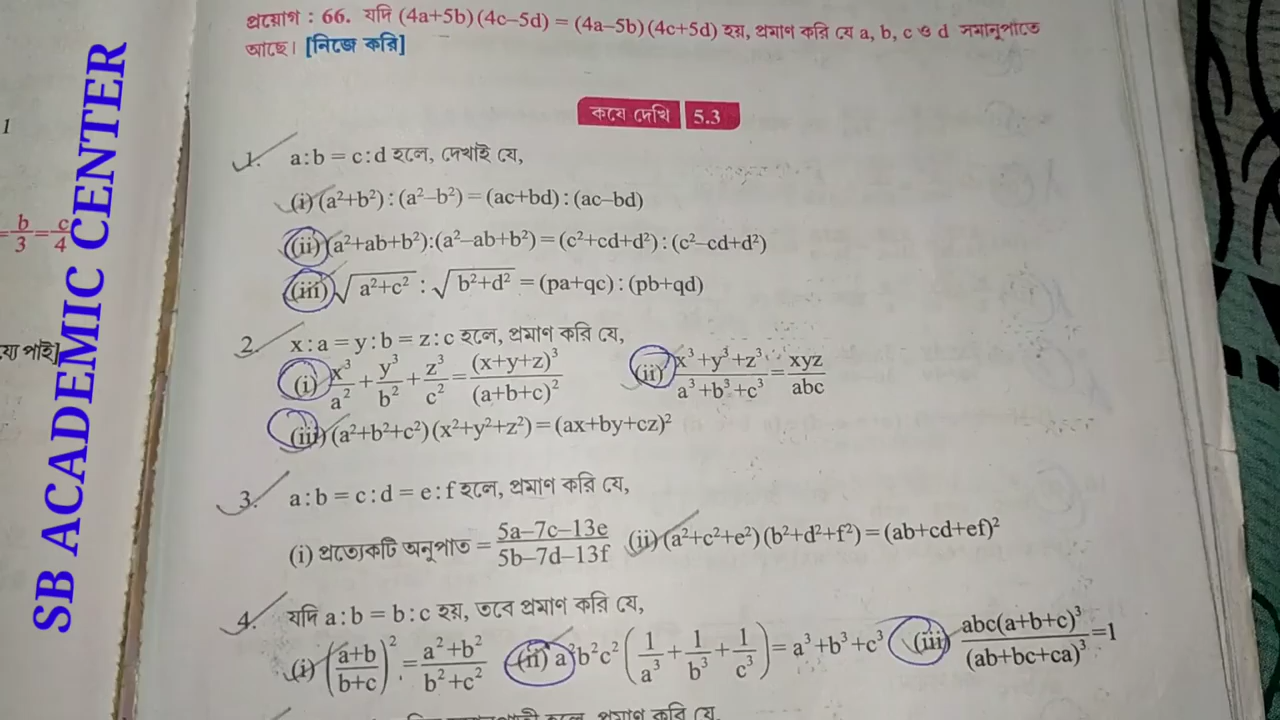 প্রয়োগ : 66. যদি (4a+5b)(4c–5d) = (4a–5b)(4c+5d) হয়, প্রমাণ করি যে a, b, c ও d সমানুপাতে
আছে। [নিজে করি]
কষে দেখি 5.3
1
1. a:b = c:d হলে, দেখাই যে,
(i) (a²+b²) : (a²–b²) = (ac+bd) : (ac–bd)
(ii) (a²+ab+b²):(a²–ab+b²) = (c²+cd+d²) : (c²–cd+d²)
= b/3 = c/4
(iii) √(a²+c²) : √(b²+d²) = (pa+qc) : (pb+qd)
2. x:a = y:b = z:c হলে, প্রমাণ করি যে,
পাই]
(i) x³/a² + y³/b² + z³/c² = (x+y+z)³/(a+b+c)² (ii) (x³+y³+z³)/(a³+b³+c³) = xyz/abc
(iii) (a²+b²+c²)(x²+y²+z²) = (ax+by+cz)²
3. a:b = c:d = e:f হলে, প্রমাণ করি যে,
(i) প্রত্যেকটি অনুপাত = (5a–7c–13e)/(5b–7d–13f) (ii) (a²+c²+e²)(b²+d²+f²) = (ab+cd+ef)²
4. যদি a:b = b:c হয়, তবে প্রমাণ করি যে,
(i) ((a+b)/(b+c))² = (a²+b²)/(b²+c²) (ii) a²b²c² (1/a³ + 1/b³ + 1/c³) = a³+b³+c³ (iii) abc(a+b+c)³/(ab+bc+ca)³ = 1
হলে, প্রমাণ করি যে,
SB ACADEMIC CENTER